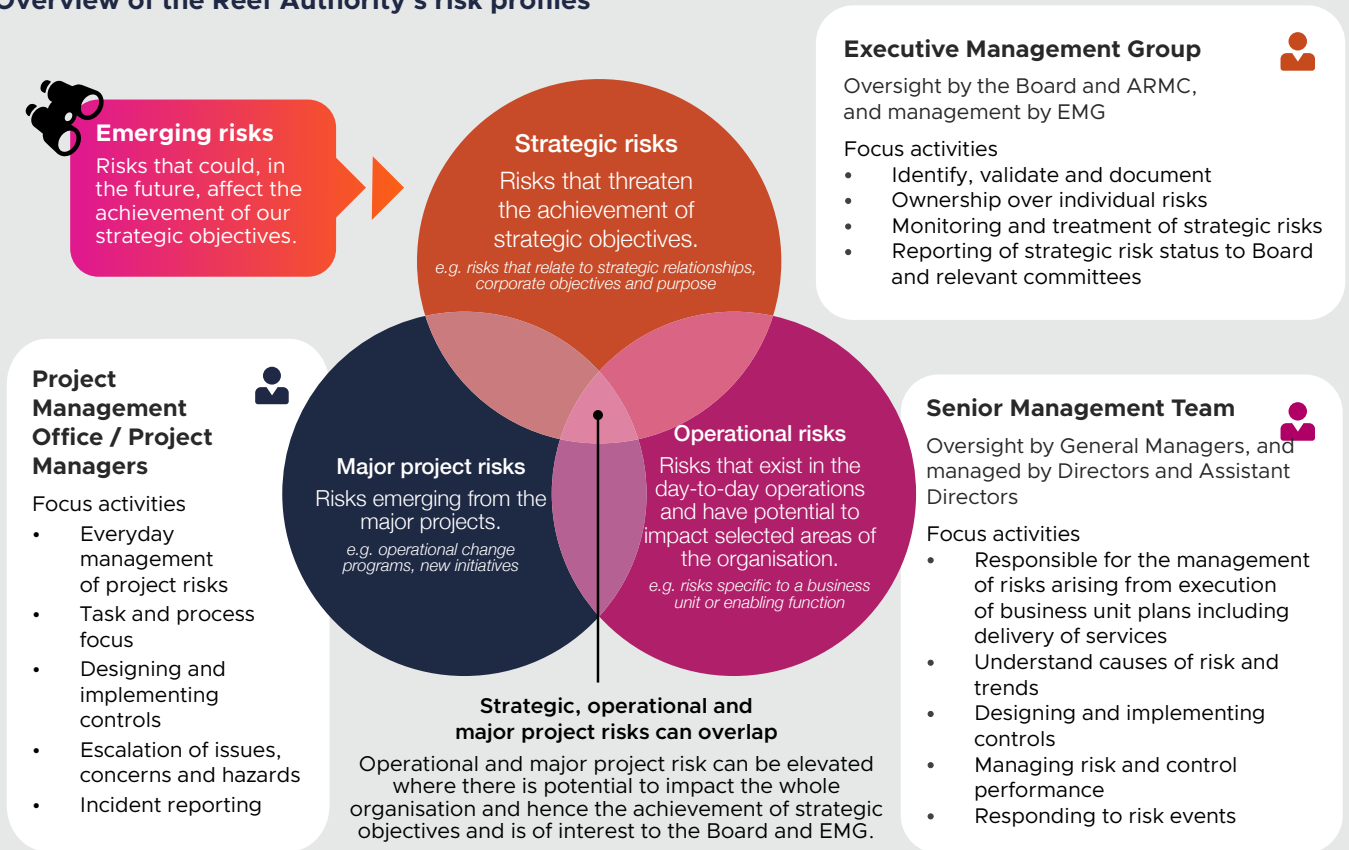 Overview of the Reef Authority's risk profiles
Emerging risks
Risks that could, in
the future, affect the
achievement of our
strategic objectives.
Strategic risks
Risks that threaten
the achievement of
strategic objectives.
e.g. risks that relate to strategic relationships,
corporate objectives and purpose
Executive Management Group
Oversight by the Board and ARMC,
and management by EMG
Focus activities
• Identify, validate and document
• Ownership over individual risks
• Monitoring and treatment of strategic risks
• Reporting of strategic risk status to Board
and relevant committees
Project
Management
Office / Project
Managers
Focus activities
• Everyday
management
of project risks
• Task and process
focus
• Designing and
implementing
controls
• Escalation of issues,
concerns and hazards
• Incident reporting
Major project risks
Risks emerging from the
major projects.
e.g. operational change
programs, new initiatives
Operational risks
Risks that exist in the
day-to-day operations
and have potential to
impact selected areas of
the organisation.
e.g. risks specific to a business
unit or enabling function
Senior Management Team
Oversight by General Managers, and
managed by Directors and Assistant
Directors
Focus activities
• Responsible for the management
of risks arising from execution
of business unit plans including
delivery of services
• Understand causes of risk and
trends
• Designing and implementing
controls
• Managing risk and control
performance
• Responding to risk events
Strategic, operational and
major project risks can overlap
Operational and major project risk can be elevated
where there is potential to impact the whole
organisation and hence the achievement of strategic
objectives and is of interest to the Board and EMG.